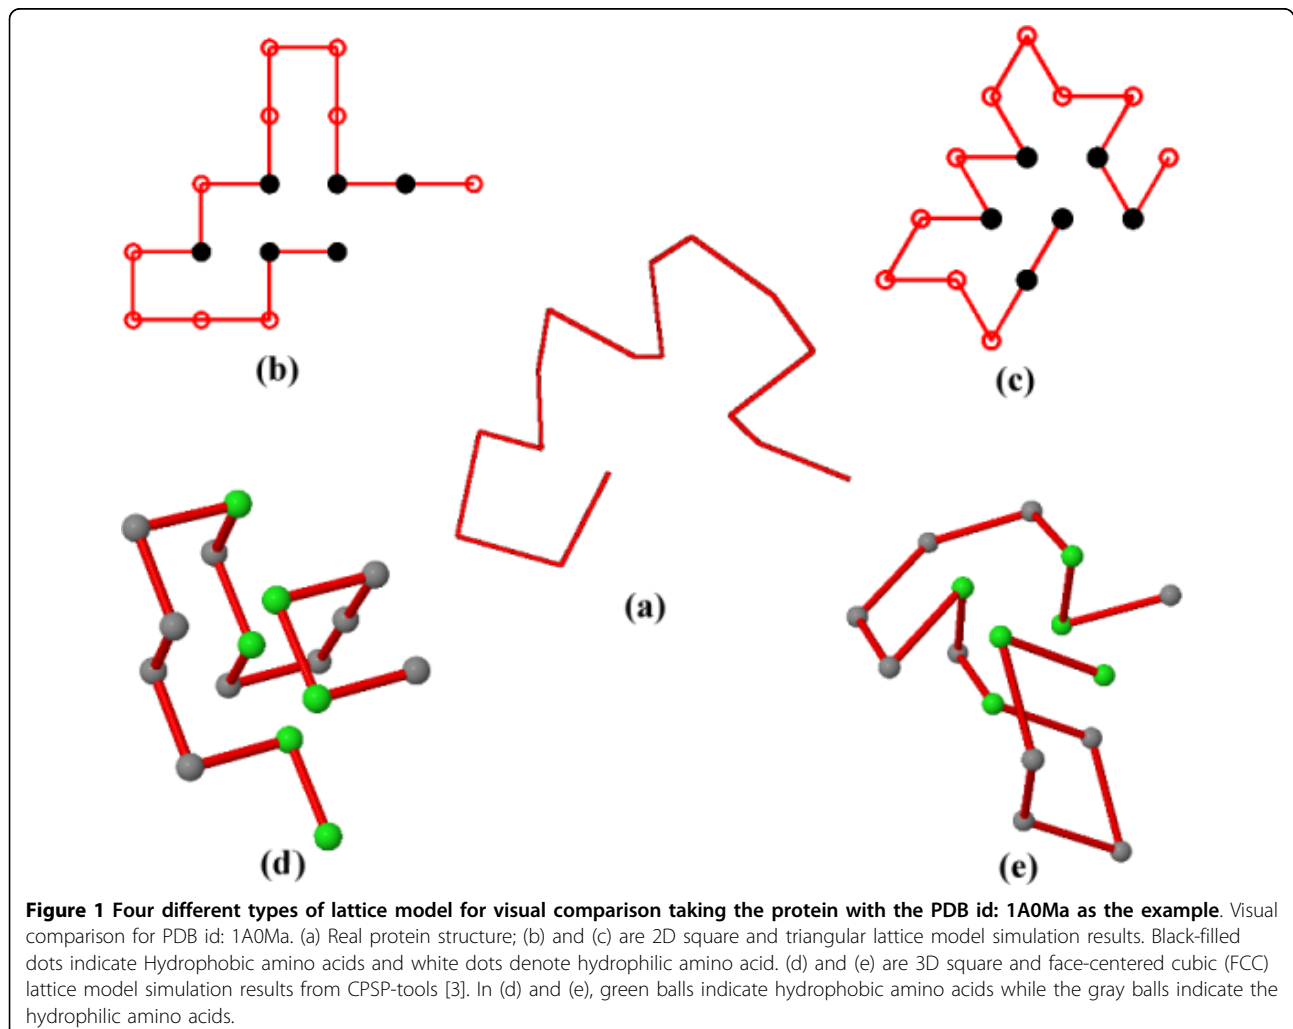 (b)
(c)
(a)
(d)
(e)
Figure 1 Four different types of lattice model for visual comparison taking the protein with the PDB id: 1A0Ma as the example. Visual
comparison for PDB id: 1A0Ma. (a) Real protein structure; (b) and (c) are 2D square and triangular lattice model simulation results. Black-filled
dots indicate Hydrophobic amino acids and white dots denote hydrophilic amino acid. (d) and (e) are 3D square and face-centered cubic (FCC)
lattice model simulation results from CPSP-tools [3]. In (d) and (e), green balls indicate hydrophobic amino acids while the gray balls indicate the
hydrophilic amino acids.